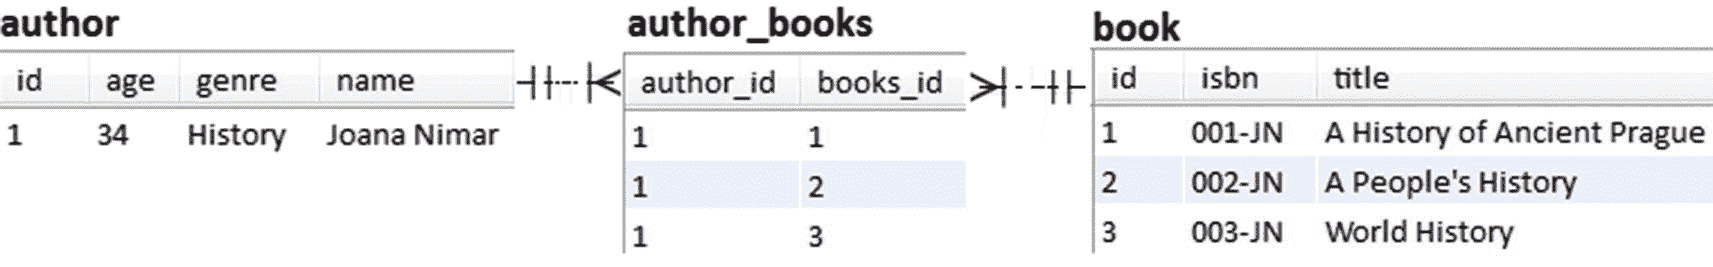 author
id age genre name
1 34 History Joana Nimar
author_books
author_id books_id
1 1
1 2
1 3
book
id isbn title
1 001-JN A History of Ancient Prague
2 002-JN A People's History
3 003-JN World History